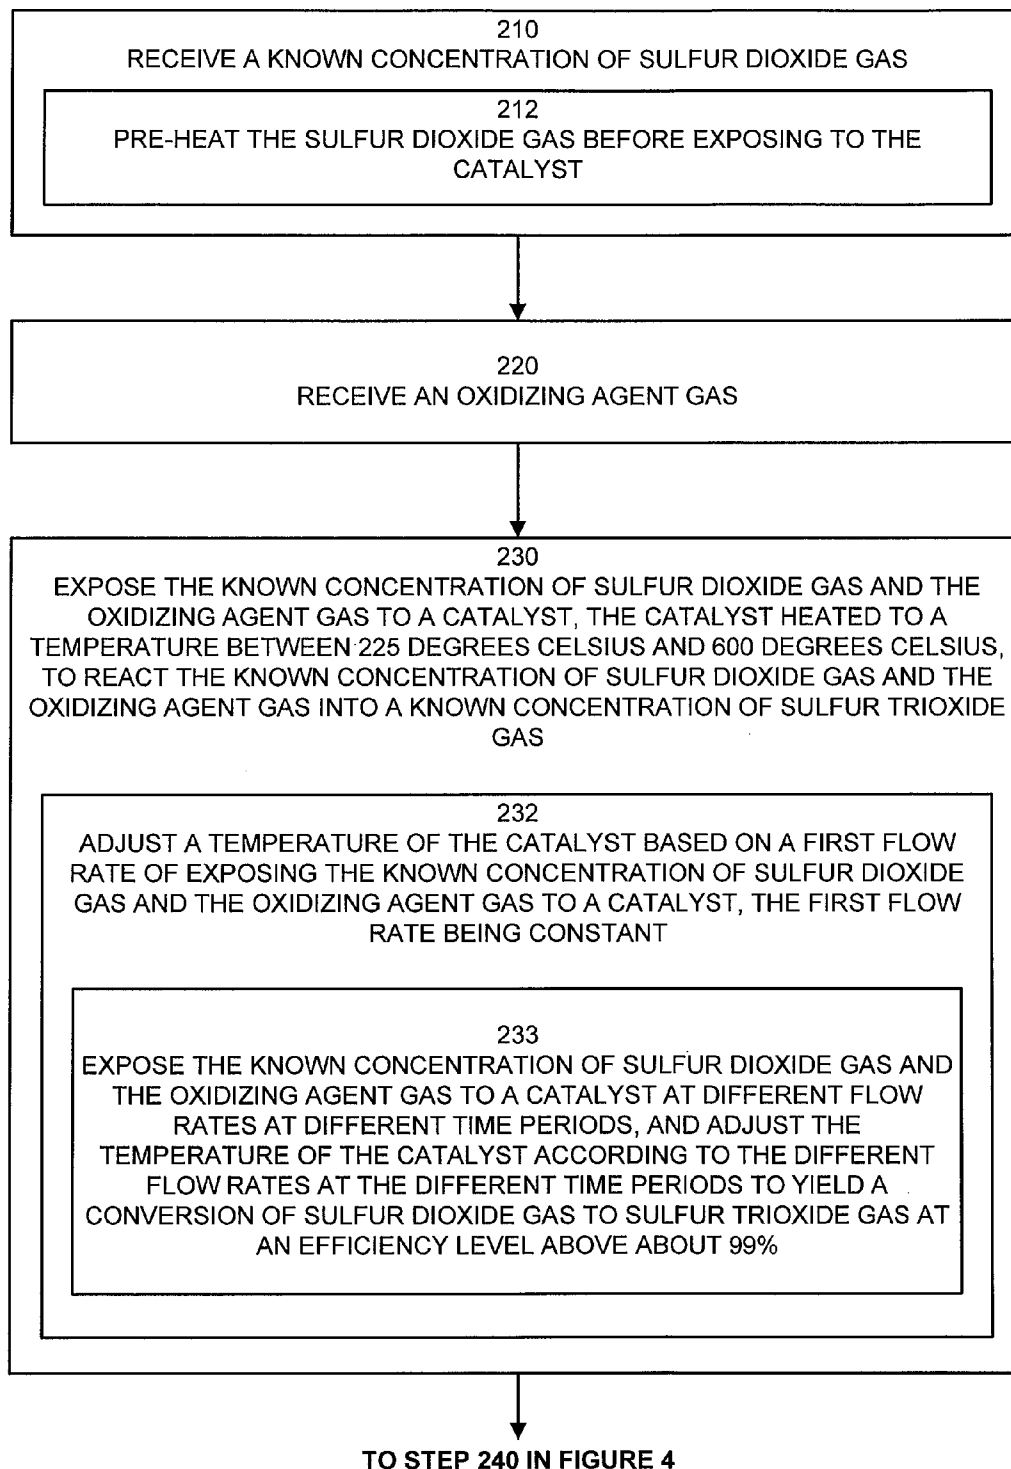 210
RECEIVE A KNOWN CONCENTRATION OF SULFUR DIOXIDE GAS
212
PRE-HEAT THE SULFUR DIOXIDE GAS BEFORE EXPOSING TO THE
CATALYST
220
RECEIVE AN OXIDIZING AGENT GAS
230
EXPOSE THE KNOWN CONCENTRATION OF SULFUR DIOXIDE GAS AND THE
OXIDIZING AGENT GAS TO A CATALYST, THE CATALYST HEATED TO A
TEMPERATURE BETWEEN 225 DEGREES CELSIUS AND 600 DEGREES CELSIUS,
TO REACT THE KNOWN CONCENTRATION OF SULFUR DIOXIDE GAS AND THE
OXIDIZING AGENT GAS INTO A KNOWN CONCENTRATION OF SULFUR TRIOXIDE
GAS
232
ADJUST A TEMPERATURE OF THE CATALYST BASED ON A FIRST FLOW
RATE OF EXPOSING THE KNOWN CONCENTRATION OF SULFUR DIOXIDE
GAS AND THE OXIDIZING AGENT GAS TO A CATALYST, THE FIRST FLOW
RATE BEING CONSTANT
233
EXPOSE THE KNOWN CONCENTRATION OF SULFUR DIOXIDE GAS AND
THE OXIDIZING AGENT GAS TO A CATALYST AT DIFFERENT FLOW
RATES AT DIFFERENT TIME PERIODS, AND ADJUST THE
TEMPERATURE OF THE CATALYST ACCORDING TO THE DIFFERENT
FLOW RATES AT THE DIFFERENT TIME PERIODS TO YIELD A
CONVERSION OF SULFUR DIOXIDE GAS TO SULFUR TRIOXIDE GAS AT
AN EFFICIENCY LEVEL ABOVE ABOUT 99%
TO STEP 240 IN FIGURE 4